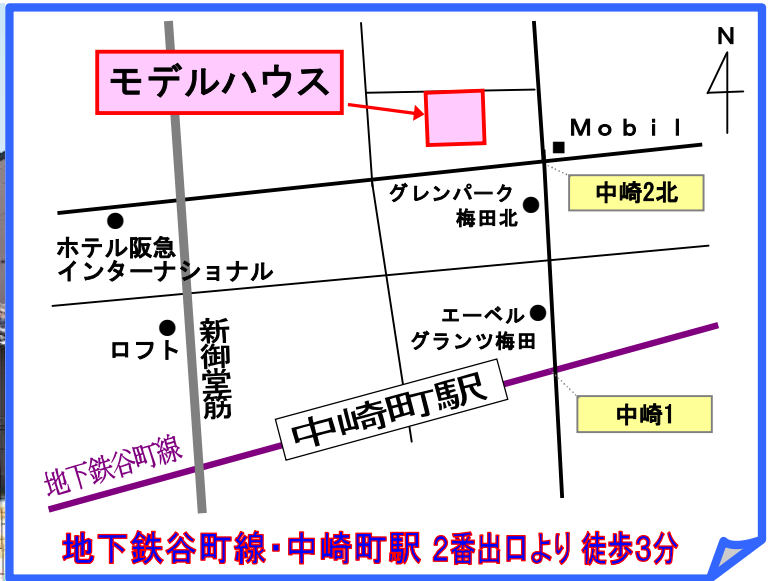 モデルハウス
N
Mobil
中崎2北
グレンパーク
梅田北
ホテル阪急
インターナショナル
エーベル
グランツ梅田
ロフト
新御堂筋
中崎町駅
中崎1
地下鉄谷町線
地下鉄谷町線・中崎町駅 2番出口より 徒歩3分